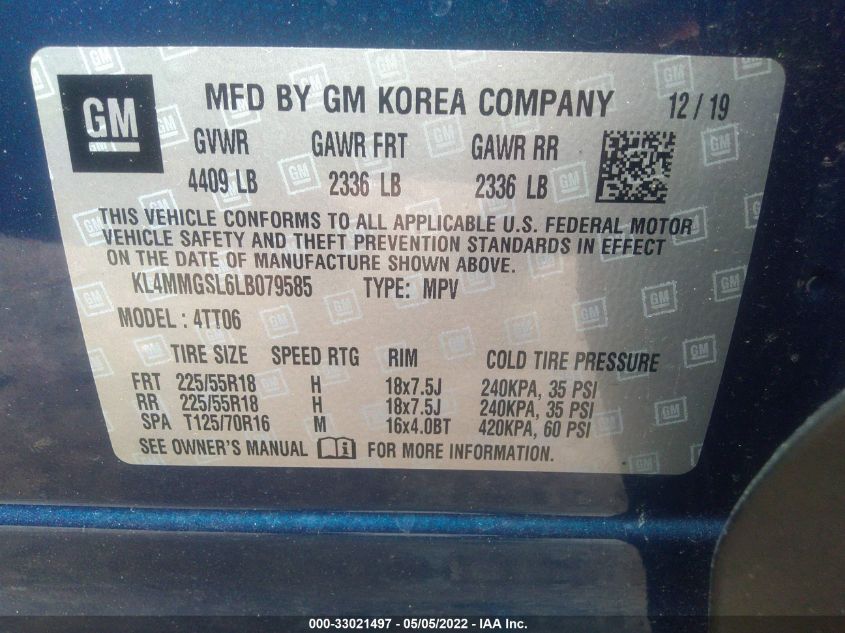 GM MFD BY GM KOREA COMPANY 12/19
GVWR GAWR FRT GAWR RR
4409 LB 2336 LB 2336 LB
THIS VEHICLE CONFORMS TO ALL APPLICABLE U.S. FEDERAL MOTOR
VEHICLE SAFETY AND THEFT PREVENTION STANDARDS IN EFFECT
ON THE DATE OF MANUFACTURE SHOWN ABOVE.
KL4MMGSL6LB079585 TYPE: MPV
MODEL : 4TT06
TIRE SIZE SPEED RTG RIM COLD TIRE PRESSURE
FRT 225/55R18 H 18x7.5J 240KPA, 35 PSI
RR 225/55R18 H 18x7.5J 240KPA, 35 PSI
SPA T125/70R16 M 16x4.0BT 420KPA, 60 PSI
SEE OWNER'S MANUAL FOR MORE INFORMATION.
000-33021497 - 05/05/2022 - IAA Inc.